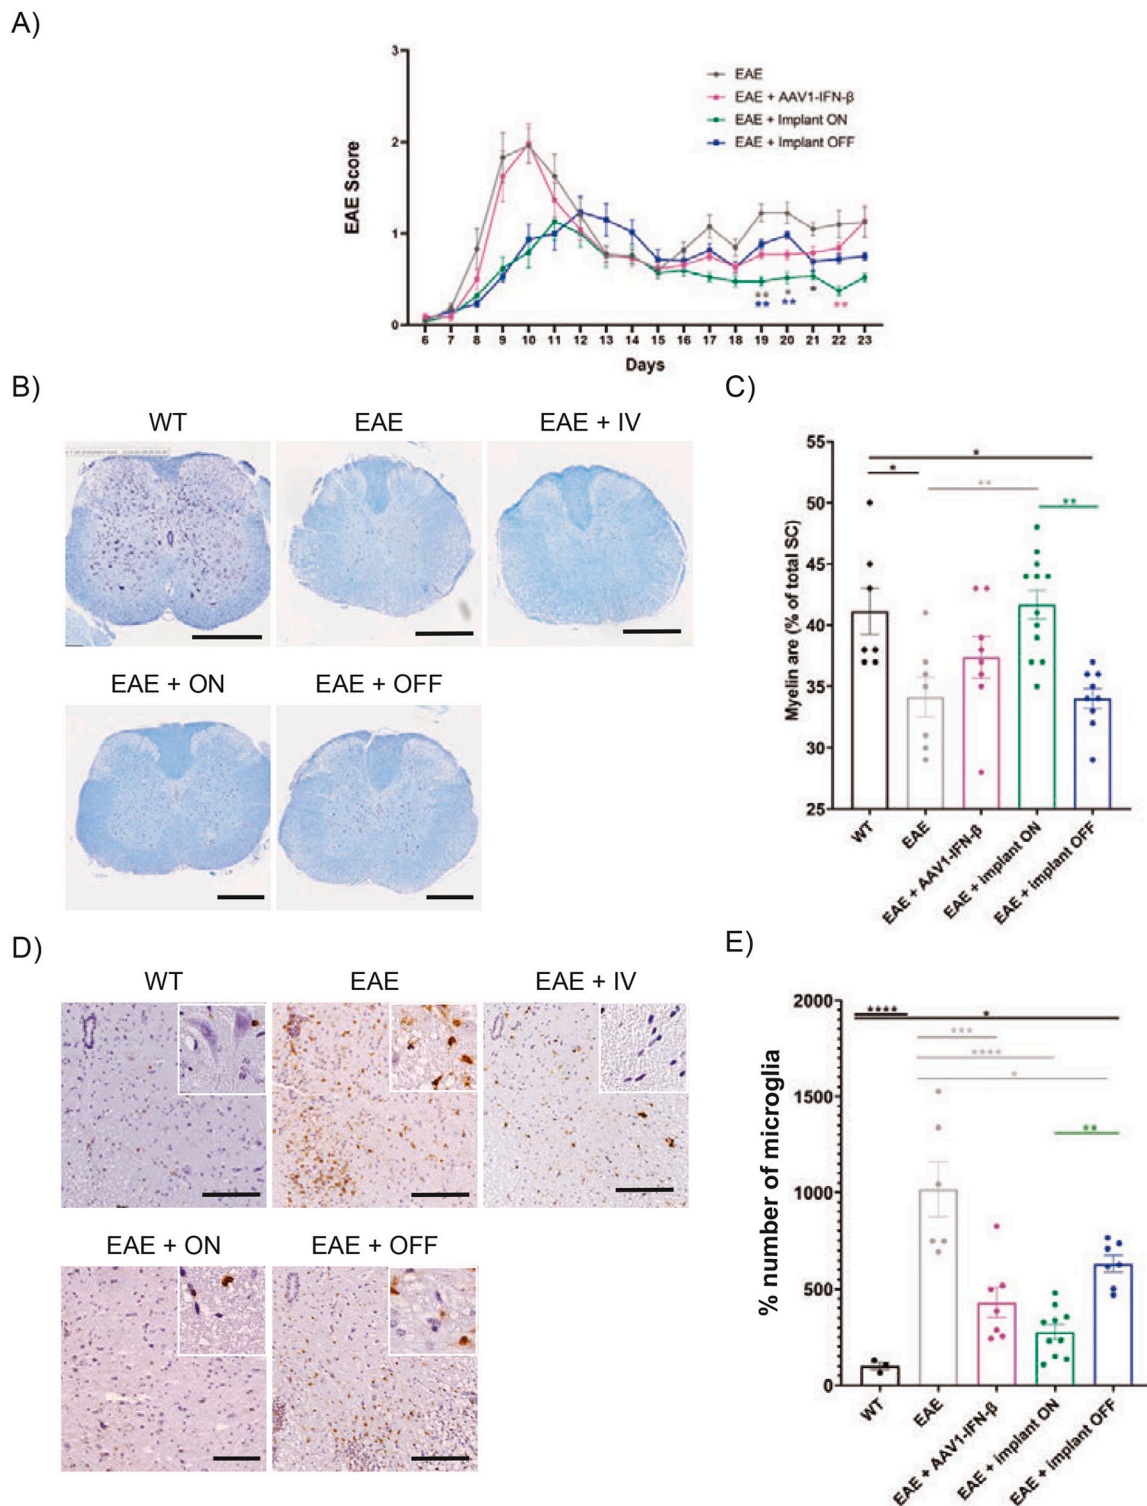 A)
3
2
1
0
EAE Score
EAE
EAE + AAV1-IFN-β
EAE + Implant ON
EAE + Implant OFF
** * *
** ** **
6 7 8 9 10 11 12 13 14 15 16 17 18 19 20 21 22 23
Days
B)
WT EAE EAE + IV
EAE + ON EAE + OFF
C)
55
50
45
40
35
30
25
Myelin are (% of total SC)
*
*
**
**
WT
EAE
EAE + AAV1-IFN-β
EAE + implant ON
EAE + implant OFF
D)
WT EAE EAE + IV
EAE + ON EAE + OFF
E)
2000
1500
1000
500
0
% number of microglia
****
*
***
****
*
**
WT
EAE
EAE + AAV1-IFN-β
EAE + implant ON
EAE + implant OFF